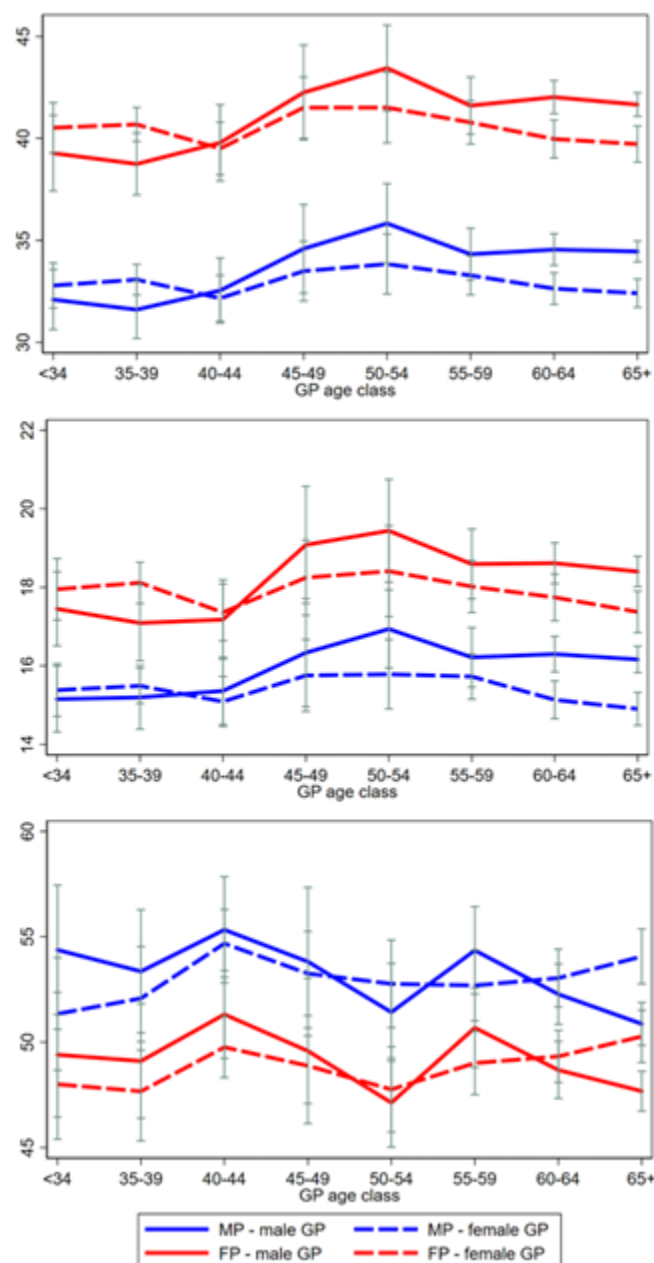 45
40
35
30
<34 35-39 40-44 45-49 50-54 55-59 60-64 65+
GP age class
22
20
18
16
14
<34 35-39 40-44 45-49 50-54 55-59 60-64 65+
GP age class
60
55
50
45
<34 35-39 40-44 45-49 50-54 55-59 60-64 65+
GP age class
MP - male GP MP - female GP
FP - male GP FP - female GP